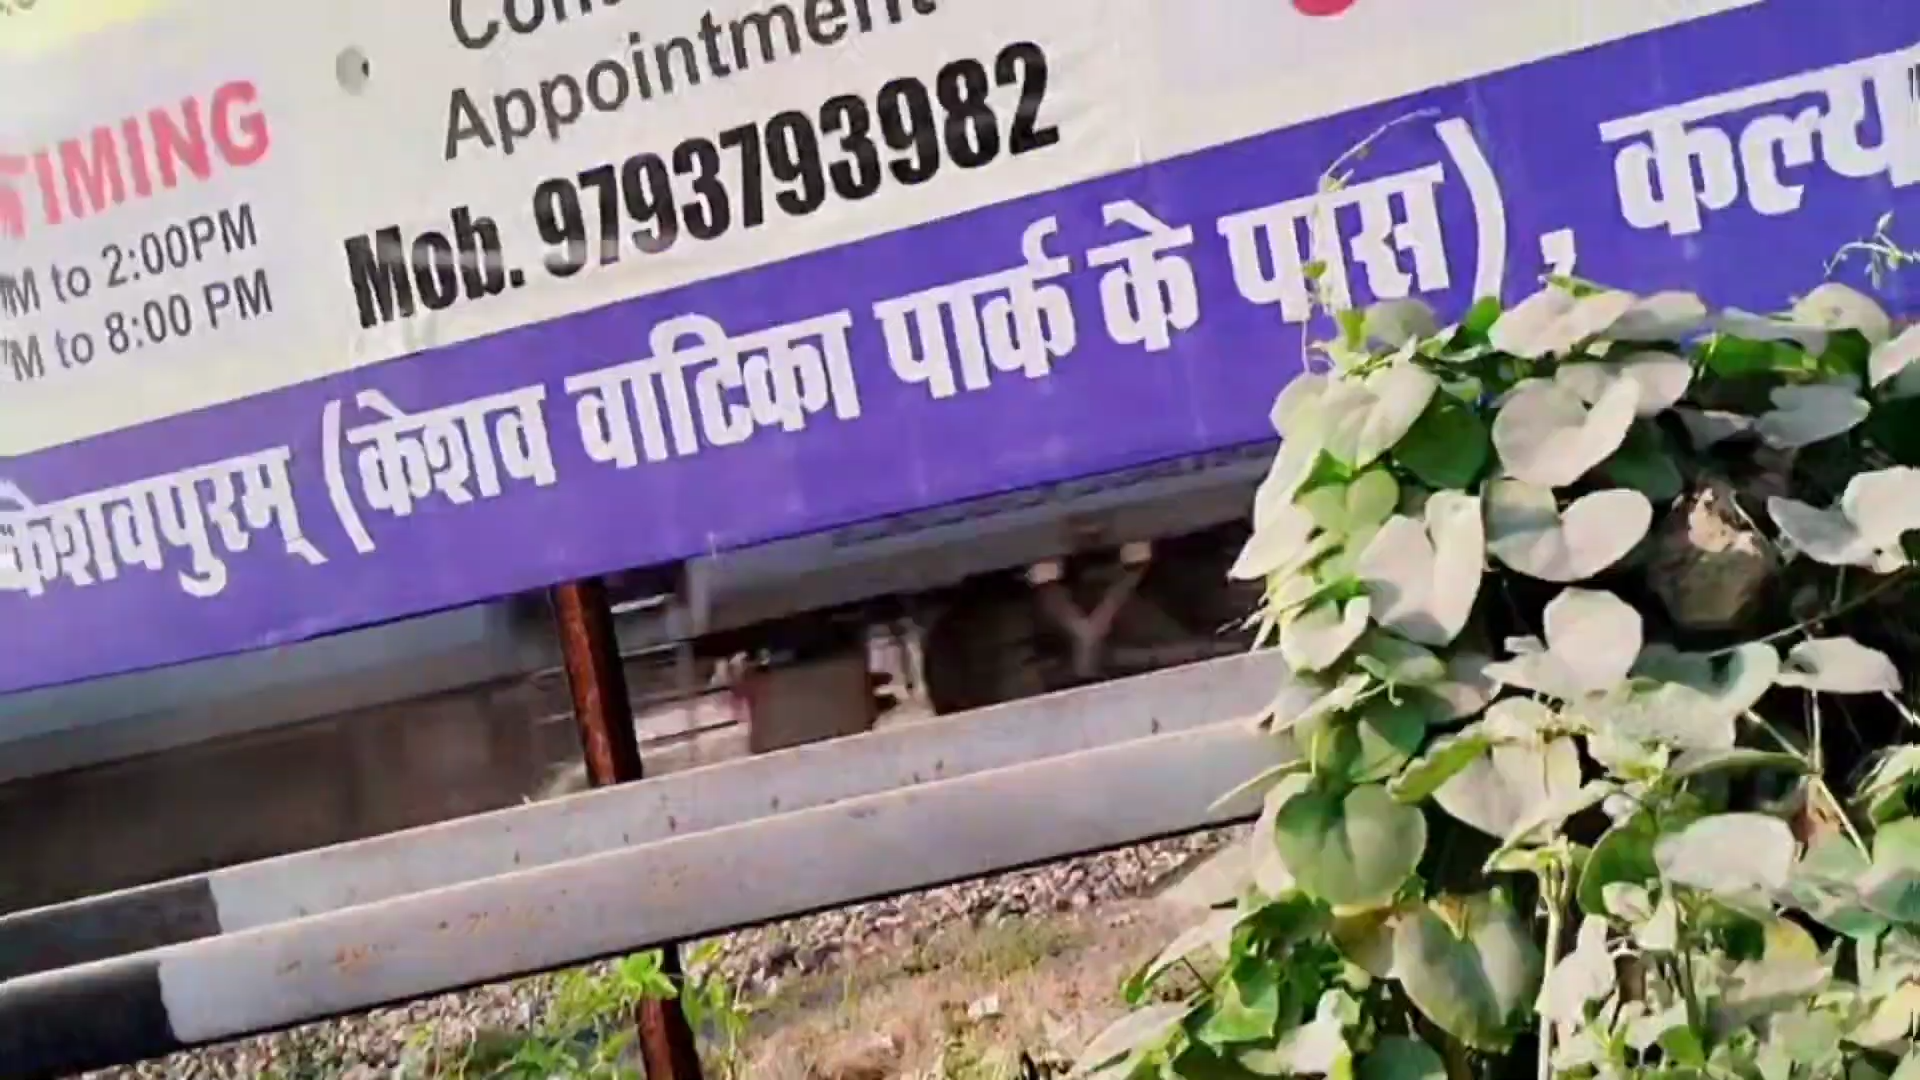 Appointment
Mob. 9793793982
TIMING
to 2:00PM
to 8:00 PM
केशवपुरम् (केशव वाटिका पार्क के पास),